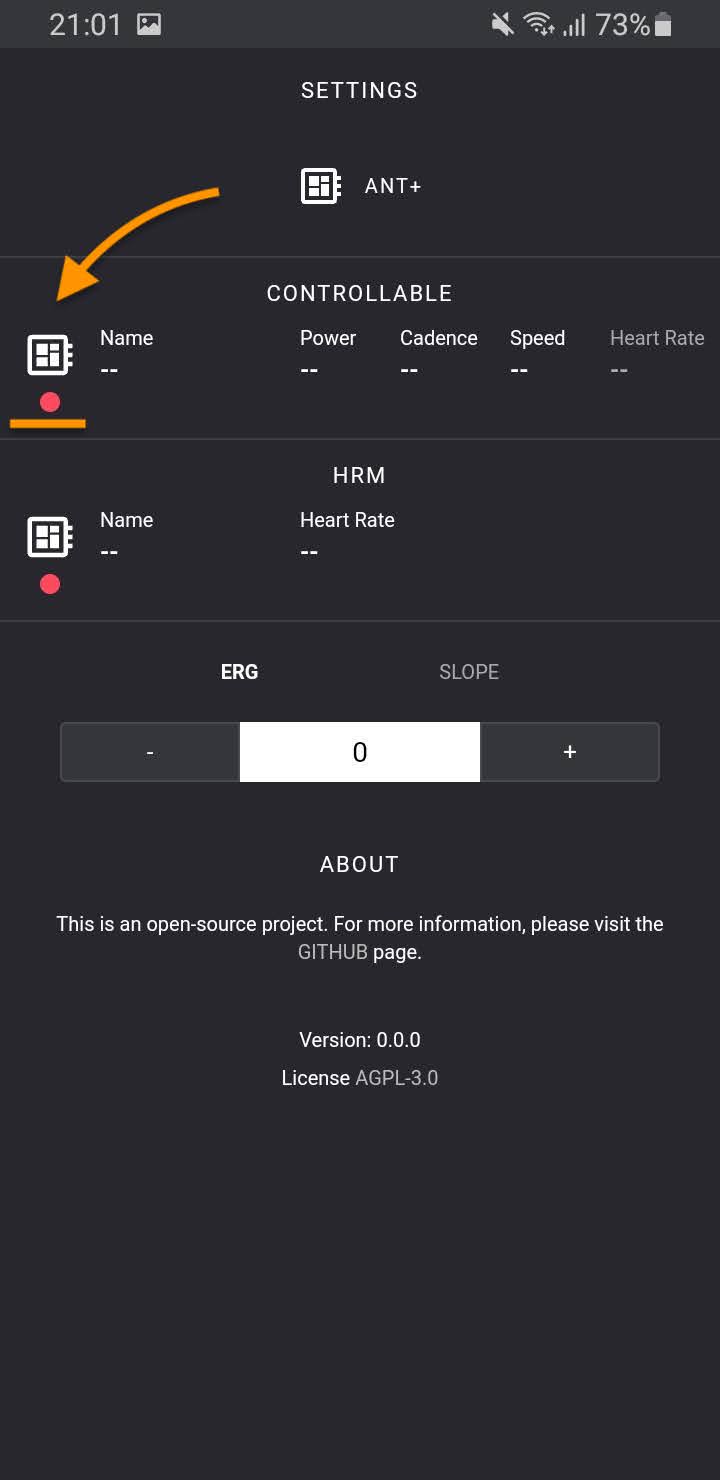 21:01 73%
SETTINGS
ANT+
CONTROLLABLE
Name Power Cadence Speed Heart Rate
-- -- -- -- --
HRM
Name Heart Rate
-- --
ERG SLOPE
- 0 +
ABOUT
This is an open-source project. For more information, please visit the
GITHUB page.
Version: 0.0.0
License AGPL-3.0